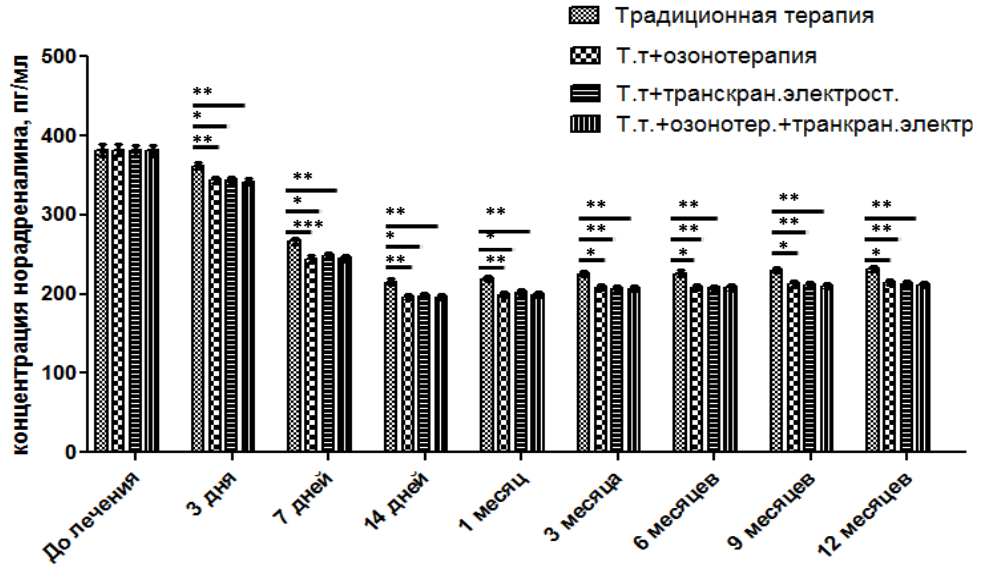 Традиционная терапия
Т.т+озонотерапия
Т.т+транскран.электрост.
Т.т.+озонотер.+транкран.электр
концентрация норадреналина, пг/мл
500
400
300
200
100
0
** ** ** ** ** ** ** **
* * * * ** ** ** **
** *** ** ** * * * *
До лечения
3 дня
7 дней
14 дней
1 месяц
3 месяца
6 месяцев
9 месяцев
12 месяцев